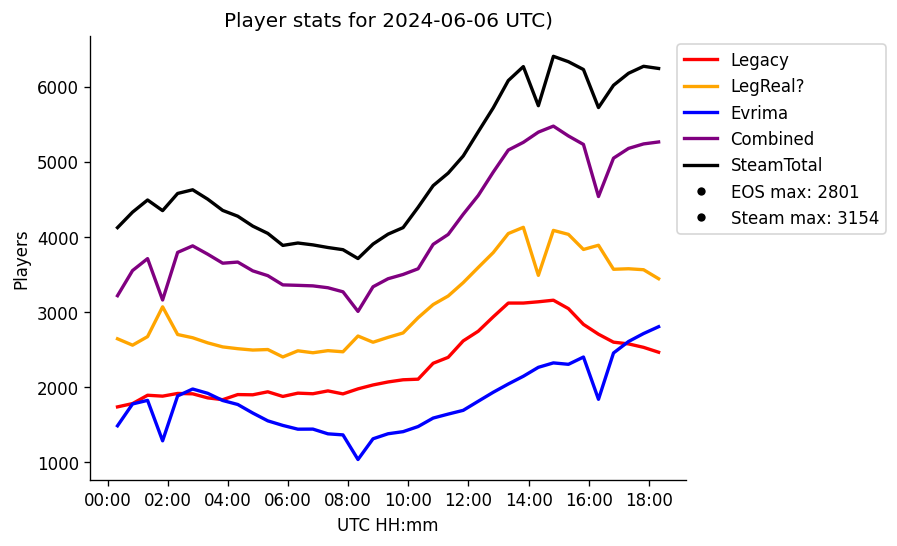 Player stats for 2024-06-06 UTC)
Players
6000
5000
4000
3000
2000
1000
00:00 02:00 04:00 06:00 08:00 10:00 12:00 14:00 16:00 18:00
UTC HH:mm
Legacy
LegReal?
Evrima
Combined
SteamTotal
EOS max: 2801
Steam max: 3154